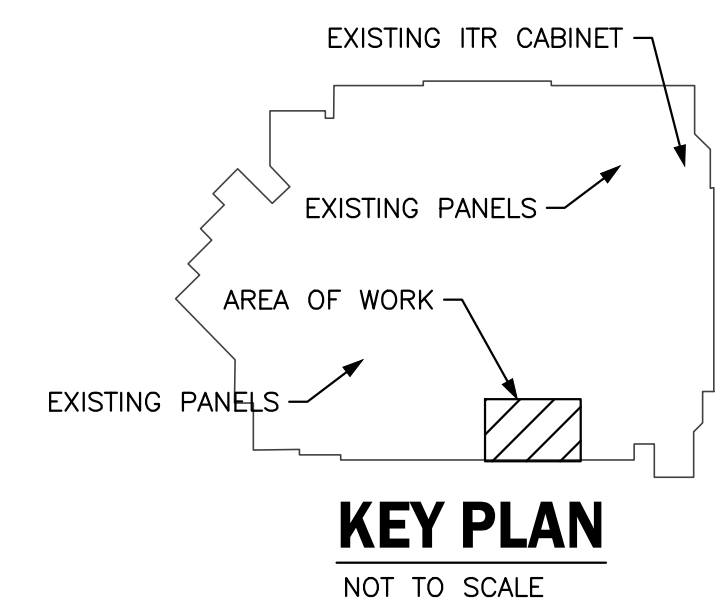 EXISTING ITR CABINET
EXISTING PANELS
AREA OF WORK
EXISTING PANELS
KEY PLAN
NOT TO SCALE